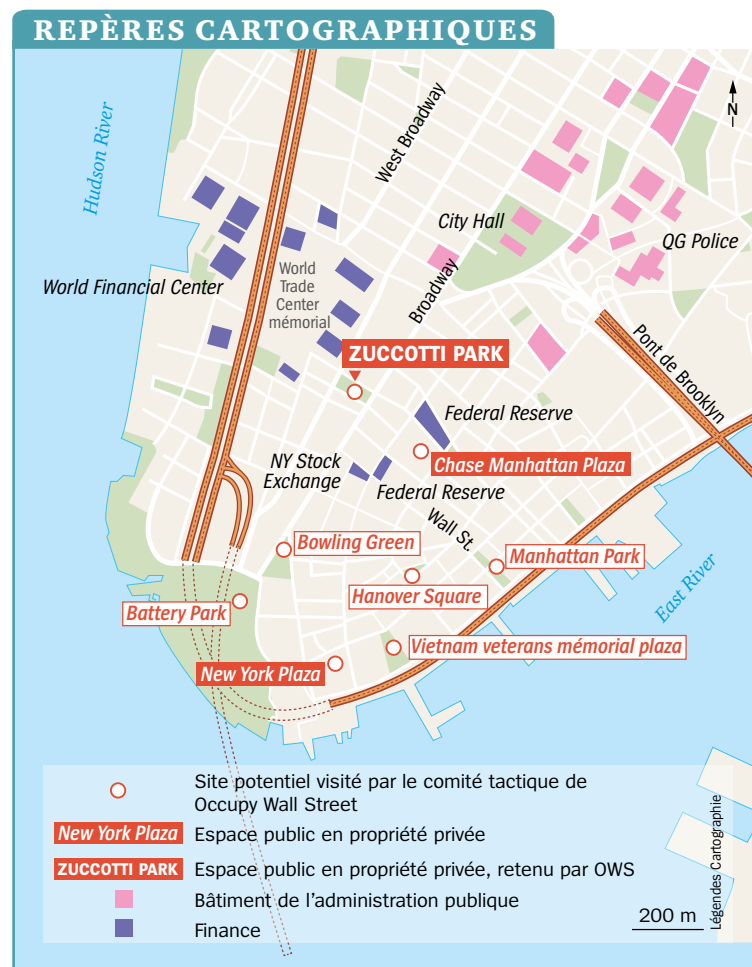 REPÈRES CARTOGRAPHIQUES
Hudson River
West Broadway
N
City Hall
QG Police
World Financial Center
World
Trade
Center
mémorial
Broadway
Pont de Brooklyn
ZUCCOTTI PARK
Federal Reserve
NY Stock
Exchange
Chase Manhattan Plaza
Federal Reserve
Wall St.
Bowling Green
Manhattan Park
Hanover Square
East River
Battery Park
Vietnam veterans mémorial plaza
New York Plaza
Site potentiel visité par le comité tactique de
Occupy Wall Street
New York Plaza Espace public en propriété privée
ZUCCOTTI PARK Espace public en propriété privée, retenu par OWS
Bâtiment de l'administration publique
Finance
200 m
Légendes Cartographie